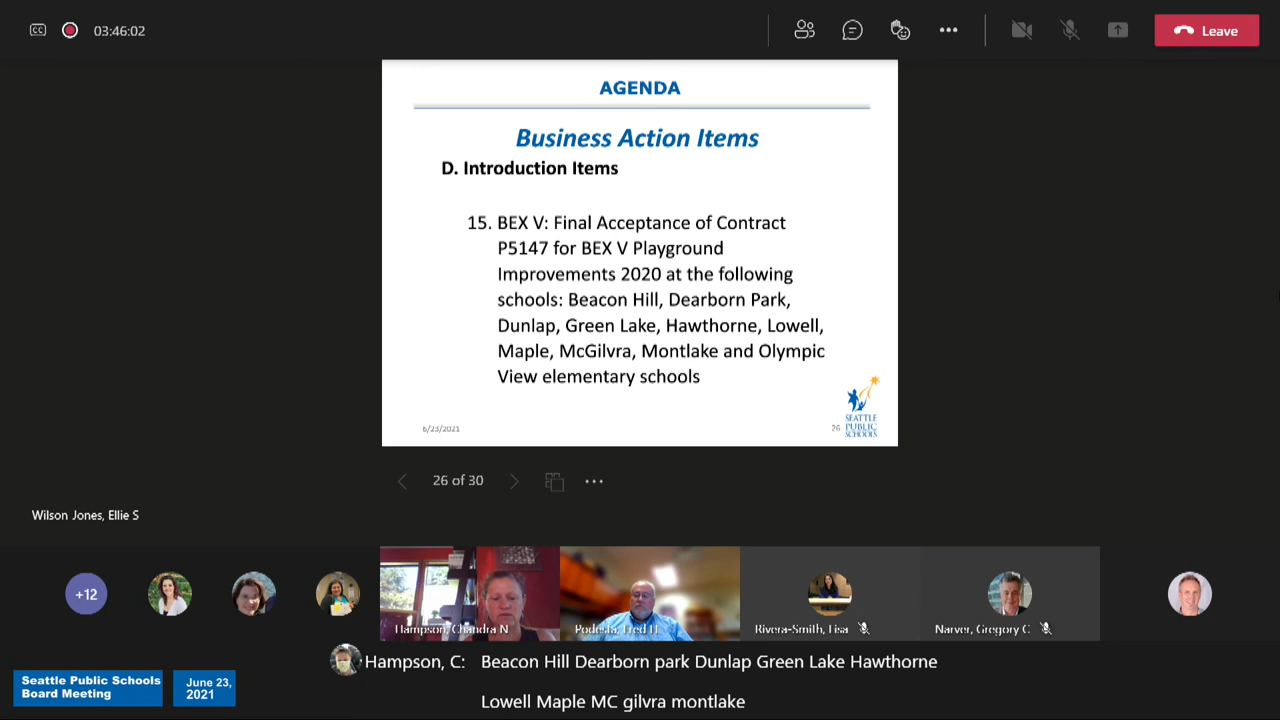 CC
03:46:02
Leave
AGENDA
Business Action Items
D. Introduction Items
15. BEX V: Final Acceptance of Contract
P5147 for BEX V Playground
Improvements 2020 at the following
schools: Beacon Hill, Dearborn Park,
Dunlap, Green Lake, Hawthorne, Lowell,
Maple, McGilvra, Montlake and Olympic
View elementary schools
6/23/2021
26
SEATTLE
PUBLIC
SCHOOLS
26 of 30
Wilson Jones, Ellie S
+12
Hampson, Chandra N
Podesta, Fred H
Rivera-Smith, Lisa
Narver, Gregory C
Hampson, C: Beacon Hill Dearborn park Dunlap Green Lake Hawthorne
Lowell Maple MC gilvra montlake
Seattle Public Schools
Board Meeting
June 23,
2021